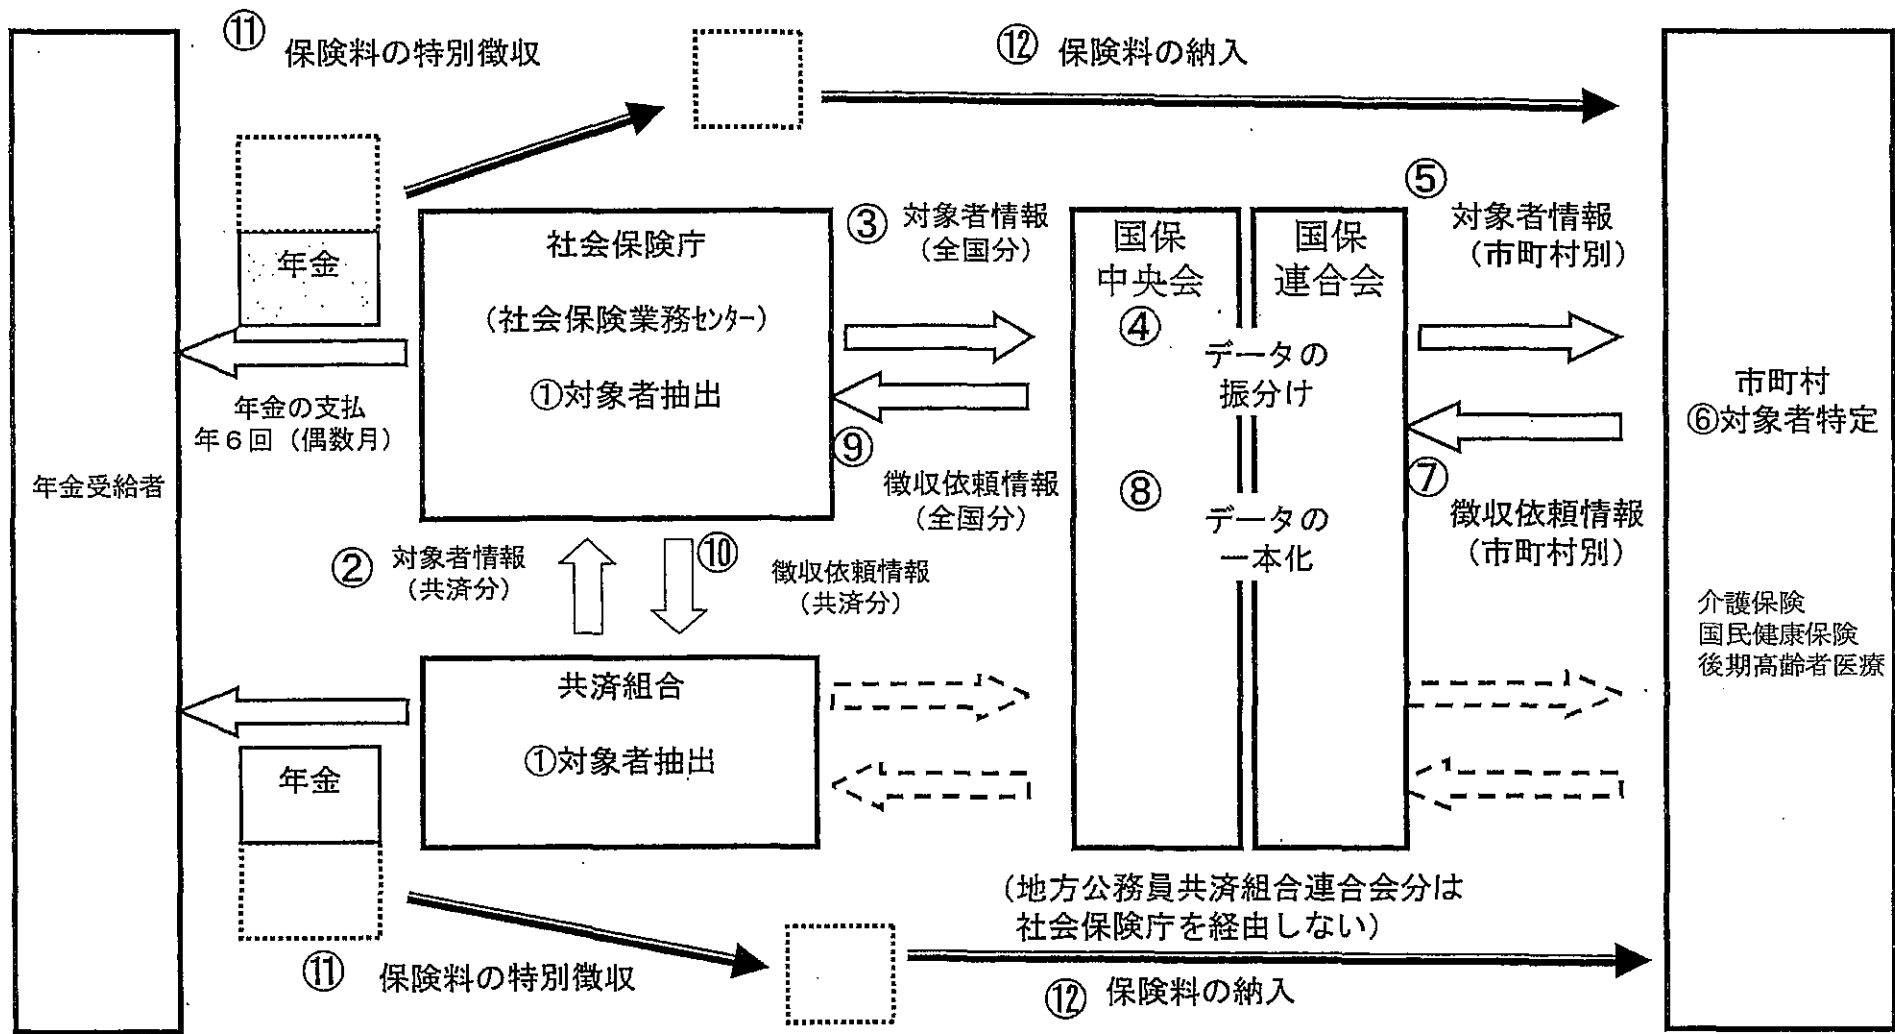 ⑪ 保険料の特別徴収
⑫ 保険料の納入
年金
年金の支払
年6回（偶数月）
年金受給者
社会保険庁
（社会保険業務ｾﾝﾀｰ）
①対象者抽出
② 対象者情報
（共済分）
⑩ 徴収依頼情報
（共済分）
③ 対象者情報
（全国分）
⑨ 徴収依頼情報
（全国分）
国保
中央会
国保
連合会
④ データの
振分け
⑧ データの
一本化
⑤ 対象者情報
（市町村別）
⑦ 徴収依頼情報
（市町村別）
市町村
⑥対象者特定
介護保険
国民健康保険
後期高齢者医療
共済組合
①対象者抽出
年金
（地方公務員共済組合連合会分は
社会保険庁を経由しない）
⑪ 保険料の特別徴収
⑫ 保険料の納入